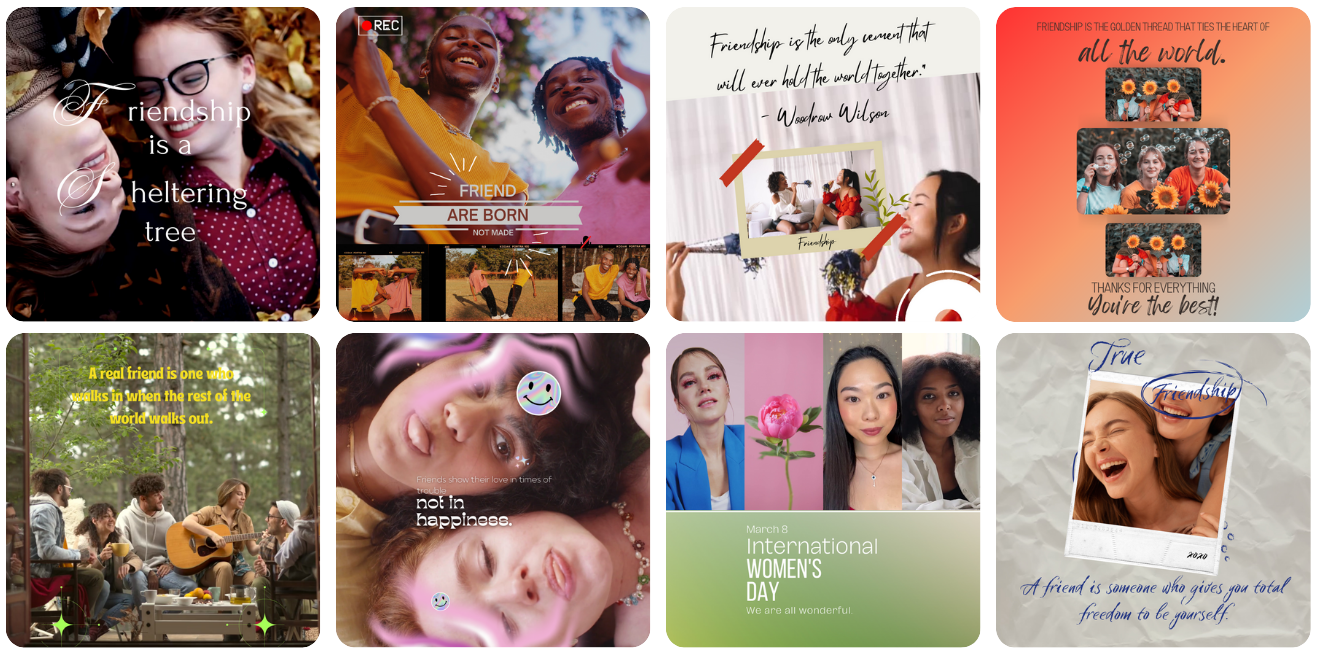 Friendship
is a
Sheltering
tree
REC
FRIEND
ARE BORN
NOT MADE
Friendship is the only cement that
will ever hold the world together."
- Woodrow Wilson
Friendship
FRIENDSHIP IS THE GOLDEN THREAD THAT TIES THE HEART OF
all the world.
THANKS FOR EVERYTHING
You're the best!
A real friend is one who
walks in when the rest of the
world walks out.
Friends show their love in times of
trouble
not in
happiness.
March 8
International
WOMEN'S
DAY
We are all wonderful.
True
Friendship
2020
A friend is someone who gives you total
freedom to be yourself.